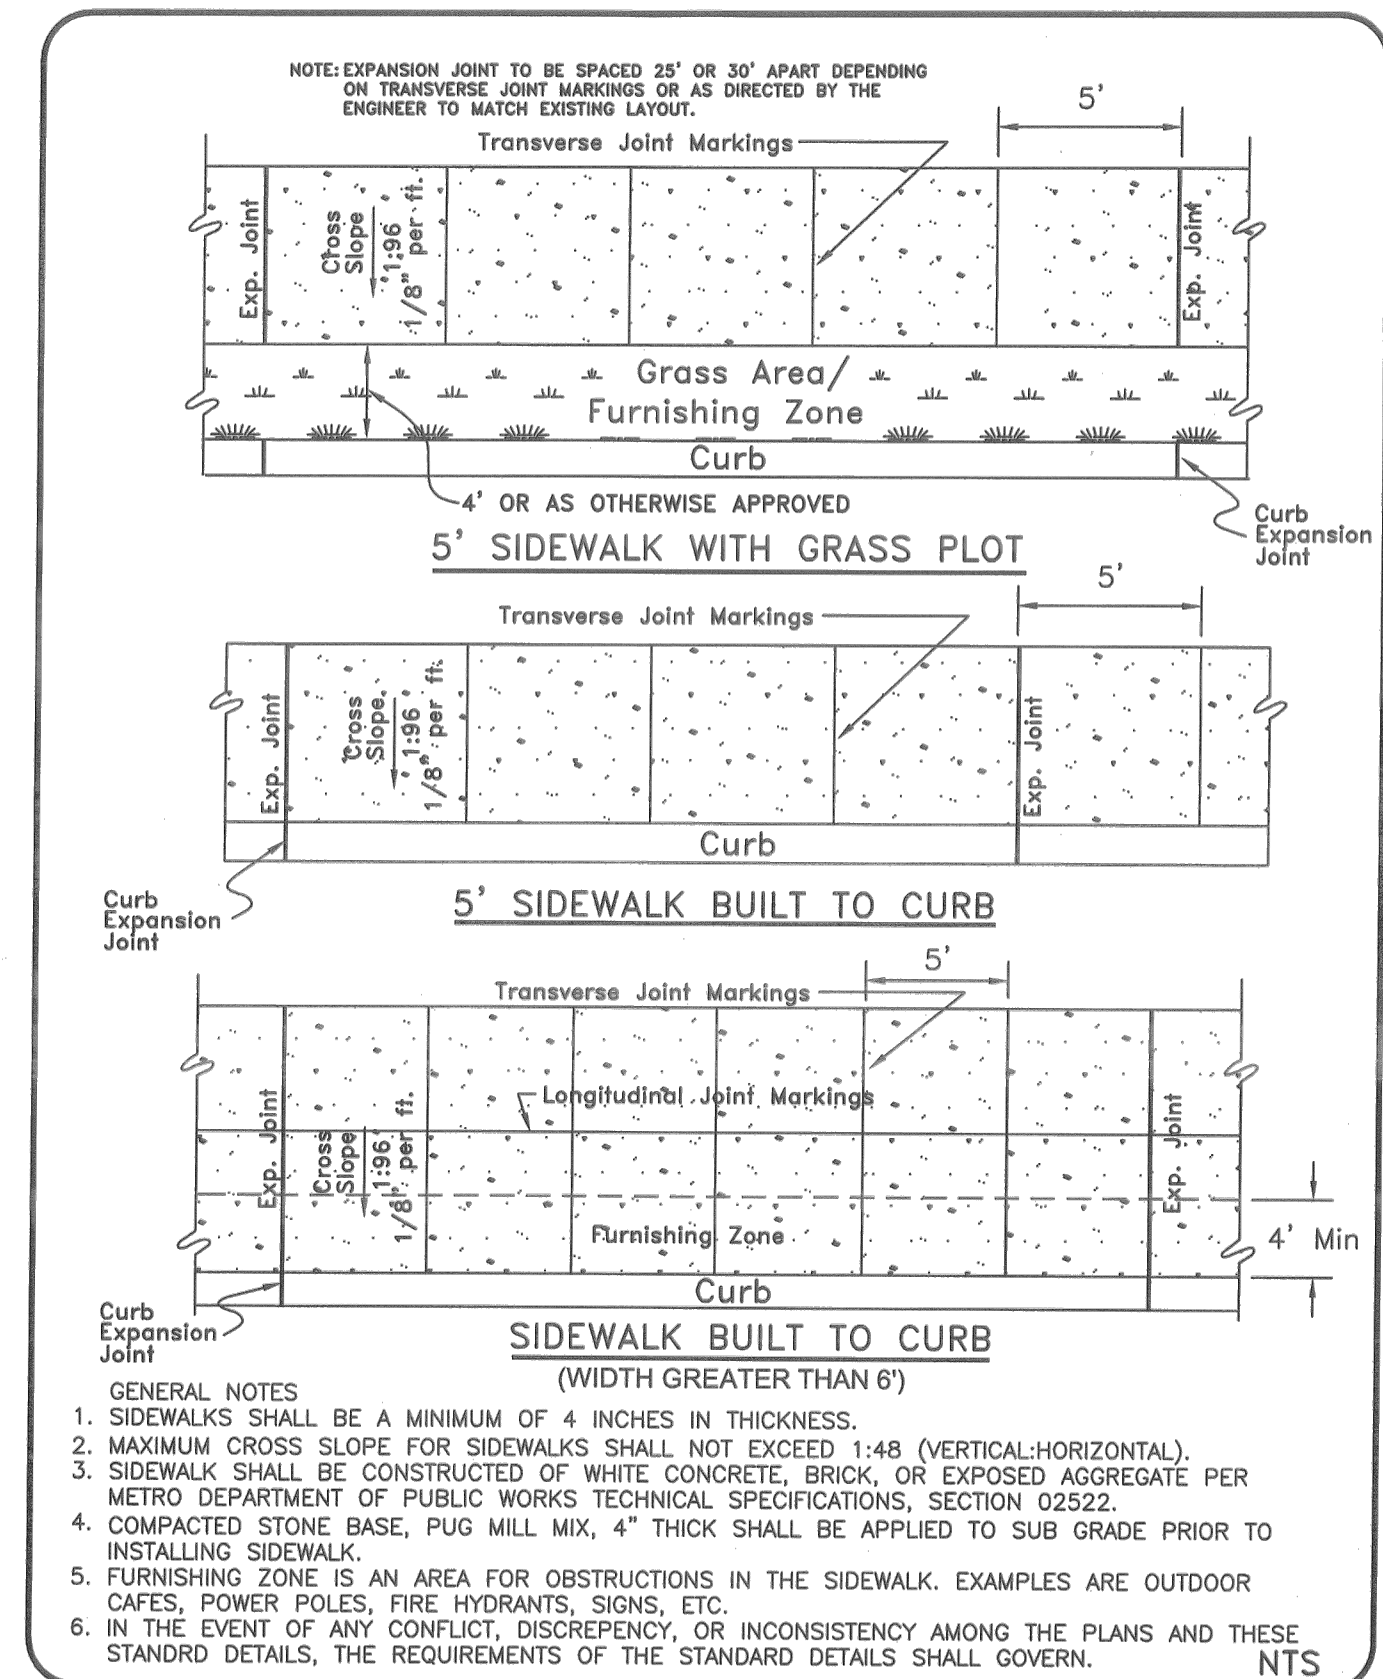 NOTE: EXPANSION JOINT TO BE SPACED 25' OR 30' APART DEPENDING
ON TRANSVERSE JOINT MARKINGS OR AS DIRECTED BY THE
ENGINEER TO MATCH EXISTING LAYOUT.
5'
Transverse Joint Markings
Exp. Joint
Cross
Slope
1:96
1/8" per ft.
Exp. Joint
Grass Area/
Furnishing Zone
Curb
4' OR AS OTHERWISE APPROVED
Curb
Expansion
Joint
5' SIDEWALK WITH GRASS PLOT
5'
Transverse Joint Markings
Exp. Joint
Cross
Slope
1:96
1/8" per ft.
Exp. Joint
Curb
Curb
Expansion
Joint
5' SIDEWALK BUILT TO CURB
5'
Transverse Joint Markings
Longitudinal Joint Markings
Exp. Joint
Cross
Slope
1:96
1/8" per ft.
Exp. Joint
Furnishing Zone
4' Min
Curb
Curb
Expansion
Joint
SIDEWALK BUILT TO CURB
(WIDTH GREATER THAN 6')
GENERAL NOTES
1. SIDEWALKS SHALL BE A MINIMUM OF 4 INCHES IN THICKNESS.
2. MAXIMUM CROSS SLOPE FOR SIDEWALKS SHALL NOT EXCEED 1:48 (VERTICAL:HORIZONTAL).
3. SIDEWALK SHALL BE CONSTRUCTED OF WHITE CONCRETE, BRICK, OR EXPOSED AGGREGATE PER
METRO DEPARTMENT OF PUBLIC WORKS TECHNICAL SPECIFICATIONS, SECTION 02522.
4. COMPACTED STONE BASE, PUG MILL MIX, 4" THICK SHALL BE APPLIED TO SUB GRADE PRIOR TO
INSTALLING SIDEWALK.
5. FURNISHING ZONE IS AN AREA FOR OBSTRUCTIONS IN THE SIDEWALK. EXAMPLES ARE OUTDOOR
CAFES, POWER POLES, FIRE HYDRANTS, SIGNS, ETC.
6. IN THE EVENT OF ANY CONFLICT, DISCREPENCY, OR INCONSISTENCY AMONG THE PLANS AND THESE
STANDRD DETAILS, THE REQUIREMENTS OF THE STANDARD DETAILS SHALL GOVERN.
NTS